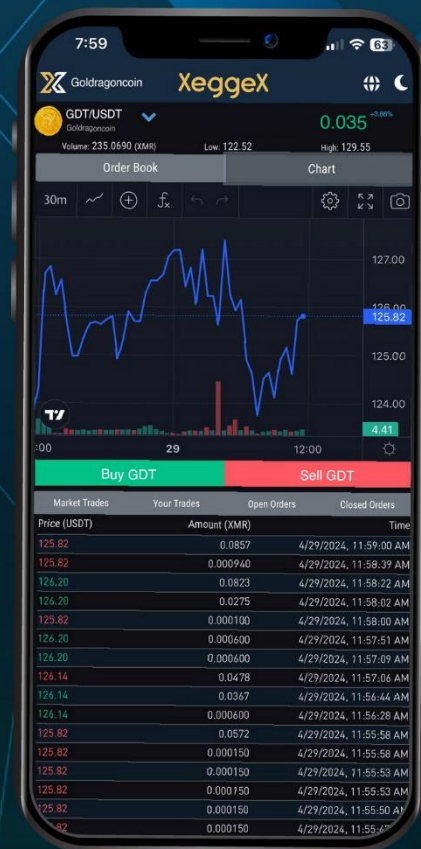 7:59
63
Goldragoncoin XeggeX
GDT/USDT 0.035 +3.66%
Goldragoncoin
Volume: 235.0690 (XMR) Low: 122.52 High: 129.55
Order Book Chart
30m fx
127.00
126.00
125.82
125.00
124.00
4.41
:00 29 12:00
Buy GDT Sell GDT
Market Trades Your Trades Open Orders Closed Orders
Price (USDT) Amount (XMR) Time
125.82 0.0857 4/29/2024, 11:59:00 AM
125.82 0.000940 4/29/2024, 11:58:39 AM
126.20 0.0823 4/29/2024, 11:58:22 AM
126.20 0.0275 4/29/2024, 11:58:02 AM
125.82 0.000100 4/29/2024, 11:58:00 AM
126.20 0.000600 4/29/2024, 11:57:51 AM
126.20 0.000600 4/29/2024, 11:57:09 AM
126.14 0.0478 4/29/2024, 11:57:06 AM
126.14 0.0367 4/29/2024, 11:56:44 AM
126.14 0.000600 4/29/2024, 11:56:28 AM
125.82 0.0572 4/29/2024, 11:55:58 AM
125.82 0.000150 4/29/2024, 11:55:58 AM
125.82 0.000150 4/29/2024, 11:55:53 AM
125.82 0.000150 4/29/2024, 11:55:53 AM
125.82 0.000150 4/29/2024, 11:55:50 AM
0.000150 4/29/2024,